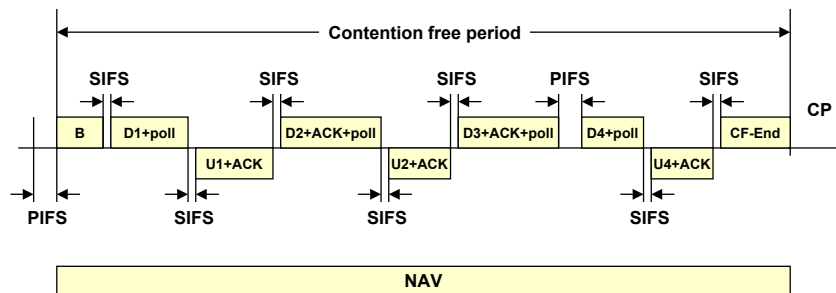 Contention free period
SIFS SIFS SIFS PIFS SIFS
CP
B D1+poll D2+ACK+poll D3+ACK+poll D4+poll CF-End
U1+ACK U2+ACK U4+ACK
PIFS SIFS SIFS SIFS
NAV